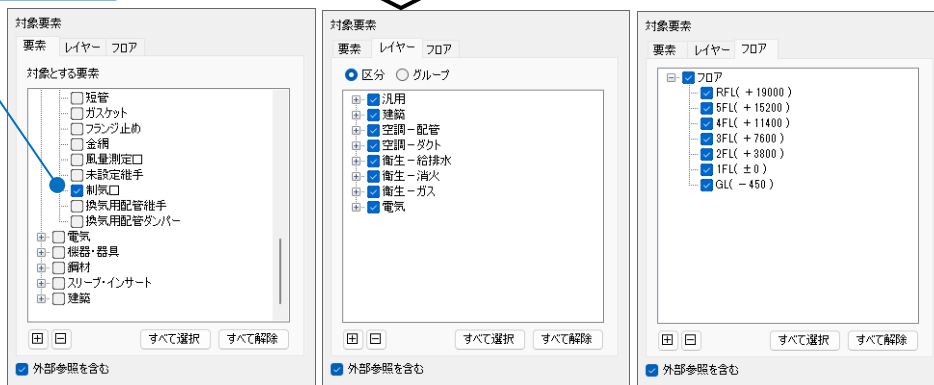 対象要素
要素 レイヤー フロア
対象とする要素
短管
ガスケット
フランジ止め
金網
風量測定口
未設定継手
制気口
換気用配管継手
換気用配管ダンパー
電気
機器・器具
鋼材
スリーブ・インサート
建築
すべて選択 すべて解除
外部参照を含む
対象要素
要素 レイヤー フロア
区分 グループ
汎用
建築
空調－配管
空調－ダクト
衛生－給排水
衛生－消火
衛生－ガス
電気
すべて選択 すべて解除
外部参照を含む
対象要素
要素 レイヤー フロア
フロア
RFL( ＋19000 )
5FL( ＋15200 )
4FL( ＋11400 )
3FL( ＋7600 )
2FL( ＋3800 )
1FL( ±0 )
GL( －450 )
すべて選択 すべて解除
外部参照を含む